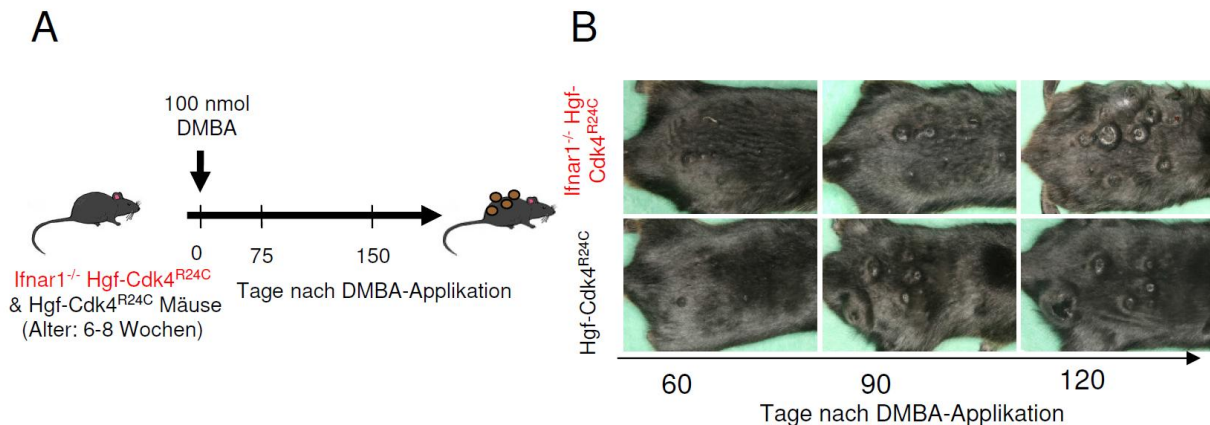 A
100 nmol
DMBA
0
75
150
Ifnar1-/- Hgf-Cdk4R24C
& Hgf-Cdk4R24C Mäuse
(Alter: 6-8 Wochen)
Tage nach DMBA-Applikation
B
Ifnar1-/- Hgf-
Cdk4R24C
Hgf-Cdk4R24C
60
90
120
Tage nach DMBA-Applikation